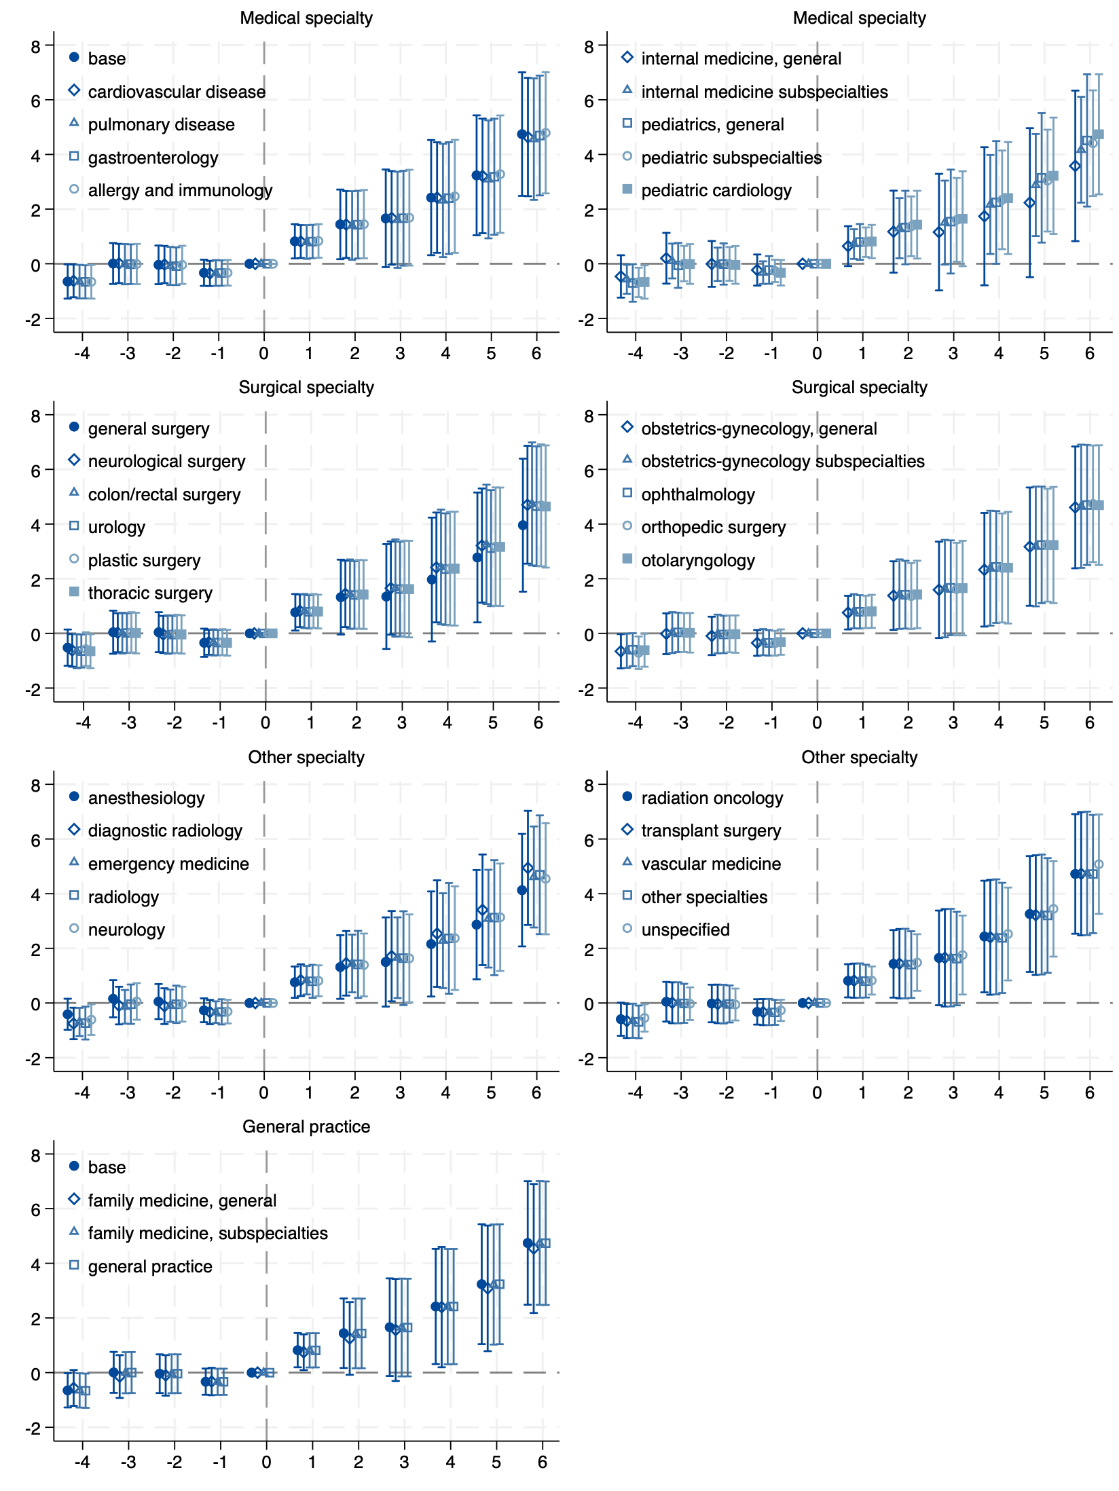 Medical specialty
8
base
cardiovascular disease
6
pulmonary disease
4
gastroenterology
allergy and immunology
2
0
-2
-4 -3 -2 -1 0 1 2 3 4 5 6
Medical specialty
8
internal medicine, general
internal medicine subspecialties
6
pediatrics, general
4
pediatric subspecialties
pediatric cardiology
2
0
-2
-4 -3 -2 -1 0 1 2 3 4 5 6
Surgical specialty
8
general surgery
neurological surgery
6
colon/rectal surgery
urology
4
plastic surgery
2
thoracic surgery
0
-2
-4 -3 -2 -1 0 1 2 3 4 5 6
Surgical specialty
8
obstetrics-gynecology, general
obstetrics-gynecology subspecialties
6
ophthalmology
orthopedic surgery
4
otolaryngology
2
0
-2
-4 -3 -2 -1 0 1 2 3 4 5 6
Other specialty
8
anesthesiology
diagnostic radiology
6
emergency medicine
radiology
4
neurology
2
0
-2
-4 -3 -2 -1 0 1 2 3 4 5 6
Other specialty
8
radiation oncology
transplant surgery
6
vascular medicine
other specialties
4
unspecified
2
0
-2
-4 -3 -2 -1 0 1 2 3 4 5 6
General practice
8
base
family medicine, general
6
family medicine, subspecialties
general practice
4
2
0
-2
-4 -3 -2 -1 0 1 2 3 4 5 6